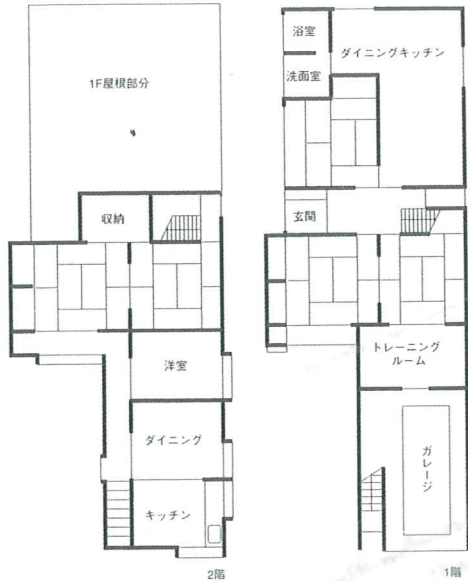 1F屋根部分
収納
洋室
ダイニング
キッチン
2階
浴室
洗面室
ダイニングキッチン
玄関
トレーニング
ルーム
ガレージ
1階